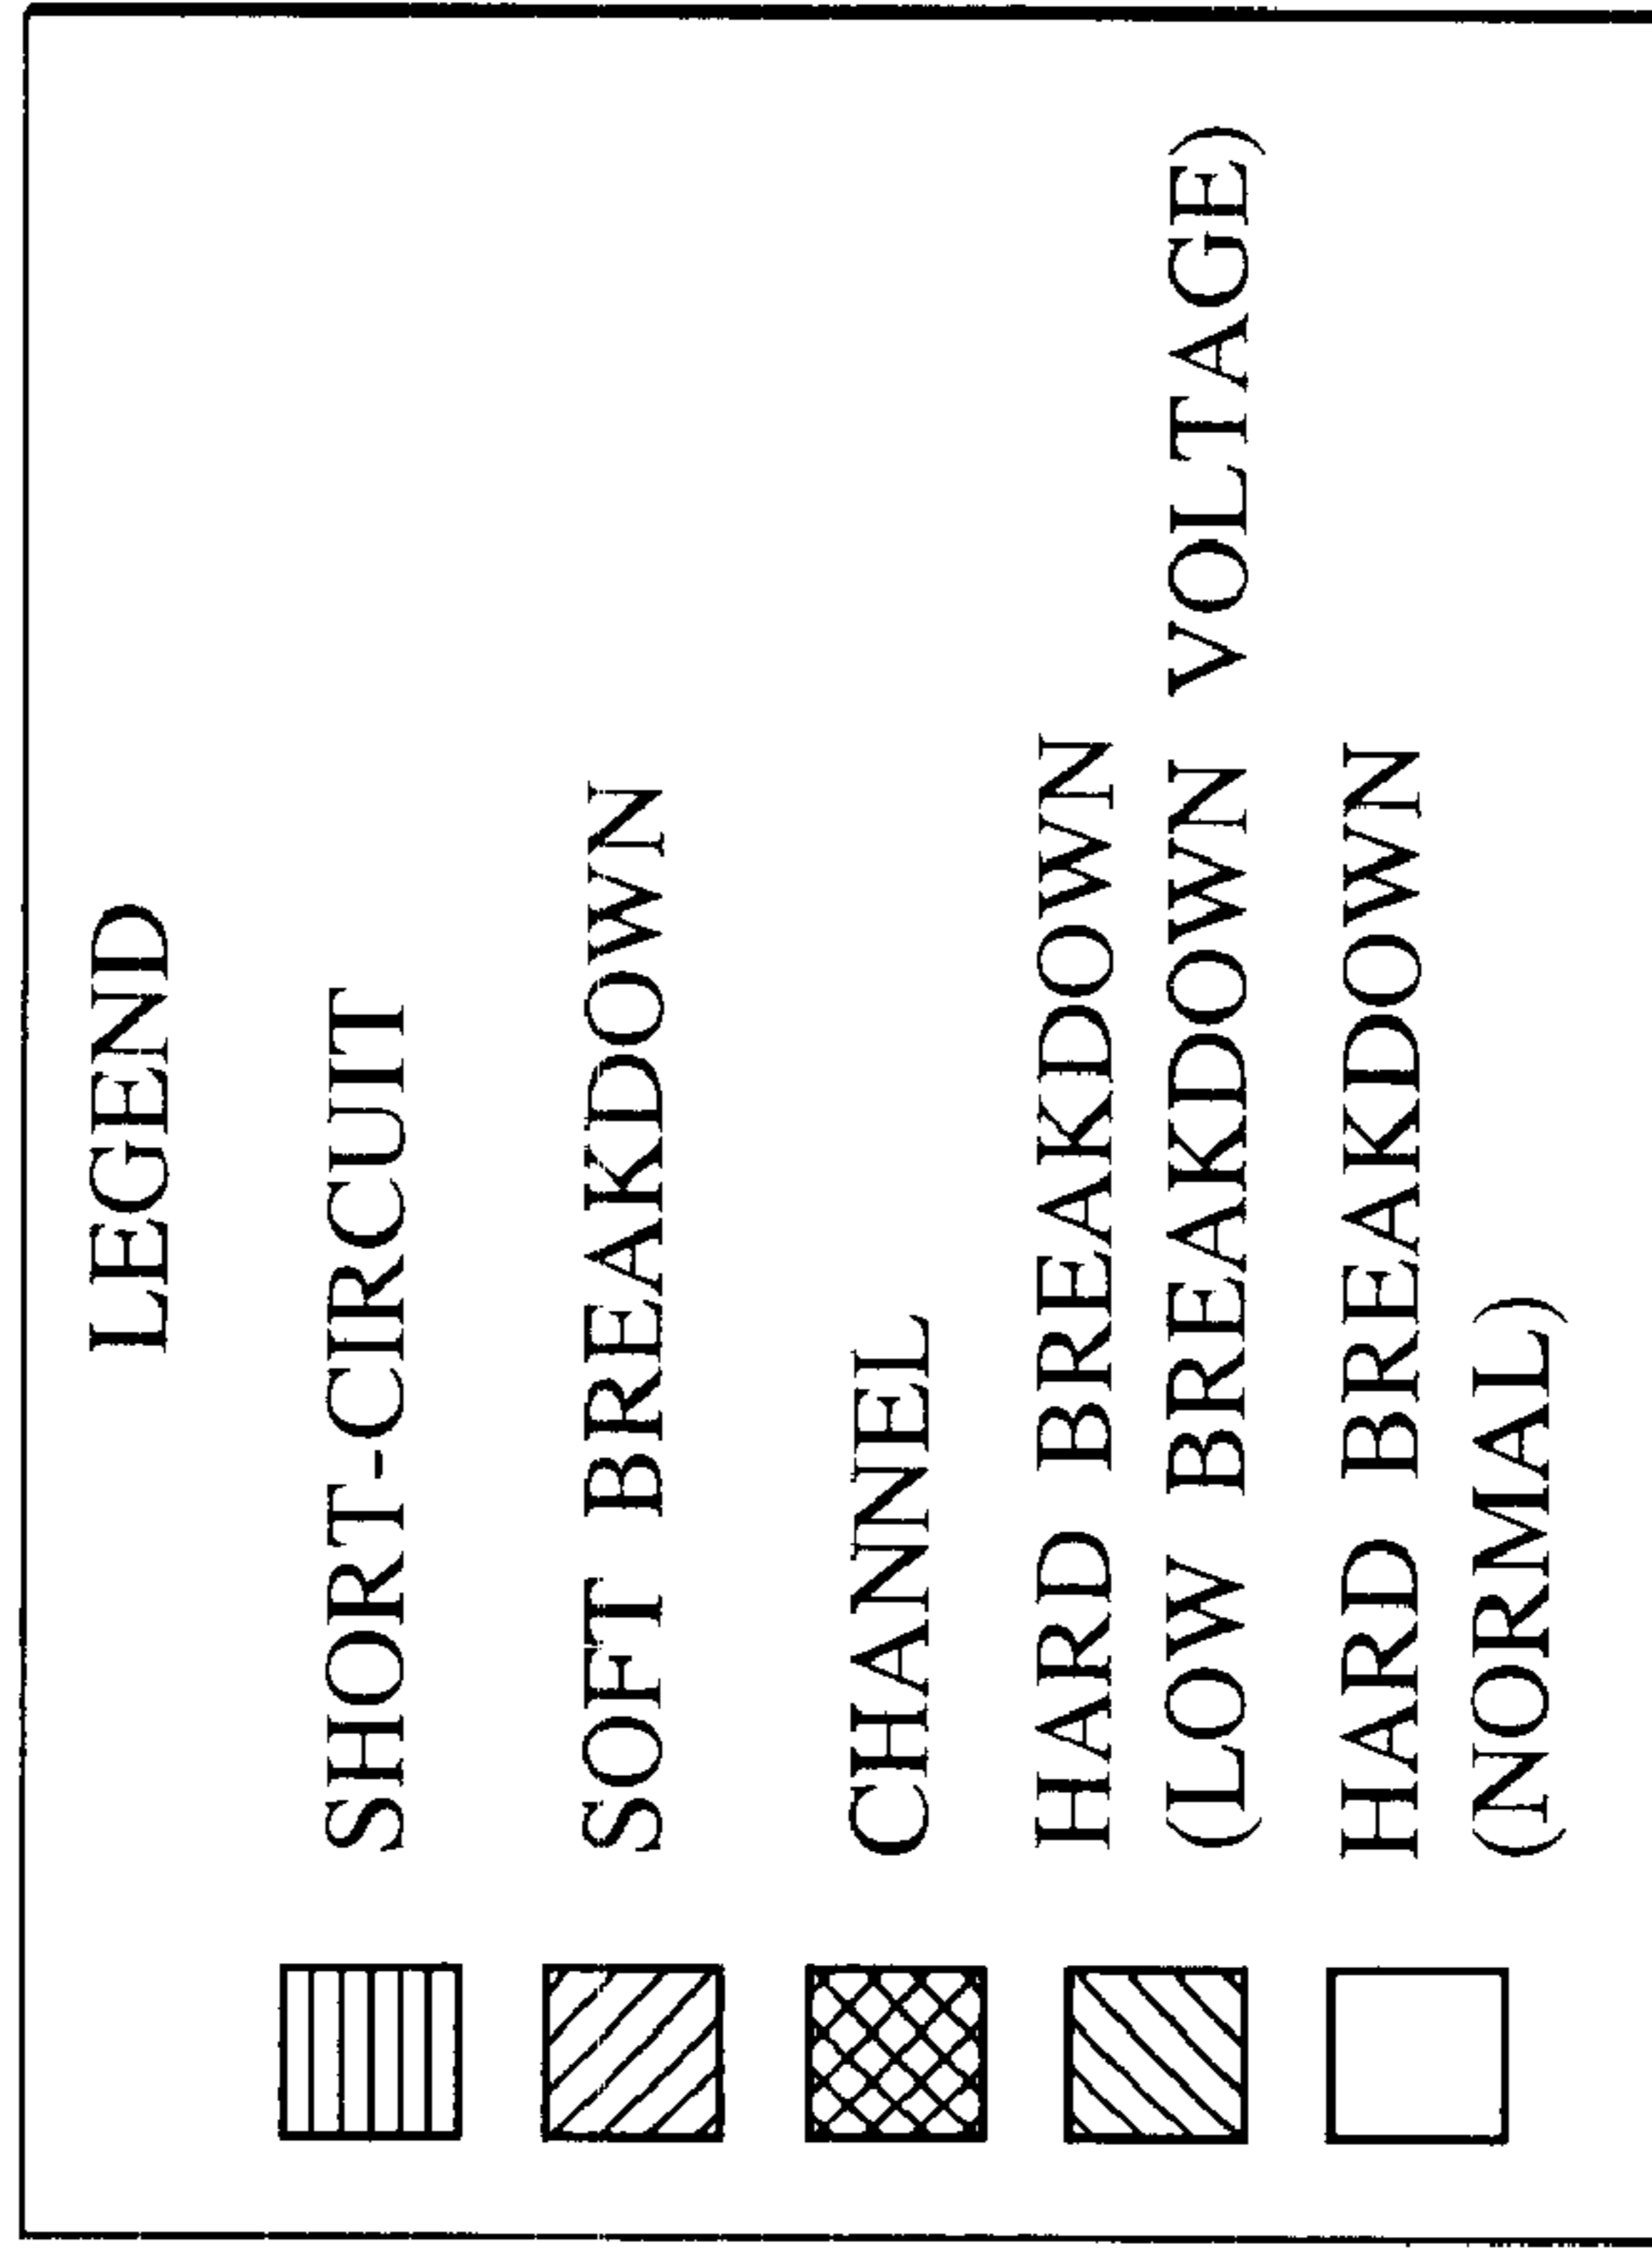 LEGEND
SHORT-CIRCUIT
SOFT BREAKDOWN
CHANNEL
HARD BREAKDOWN
(LOW BREAKDOWN VOLTAGE)
HARD BREAKDOWN
(NORMAL)